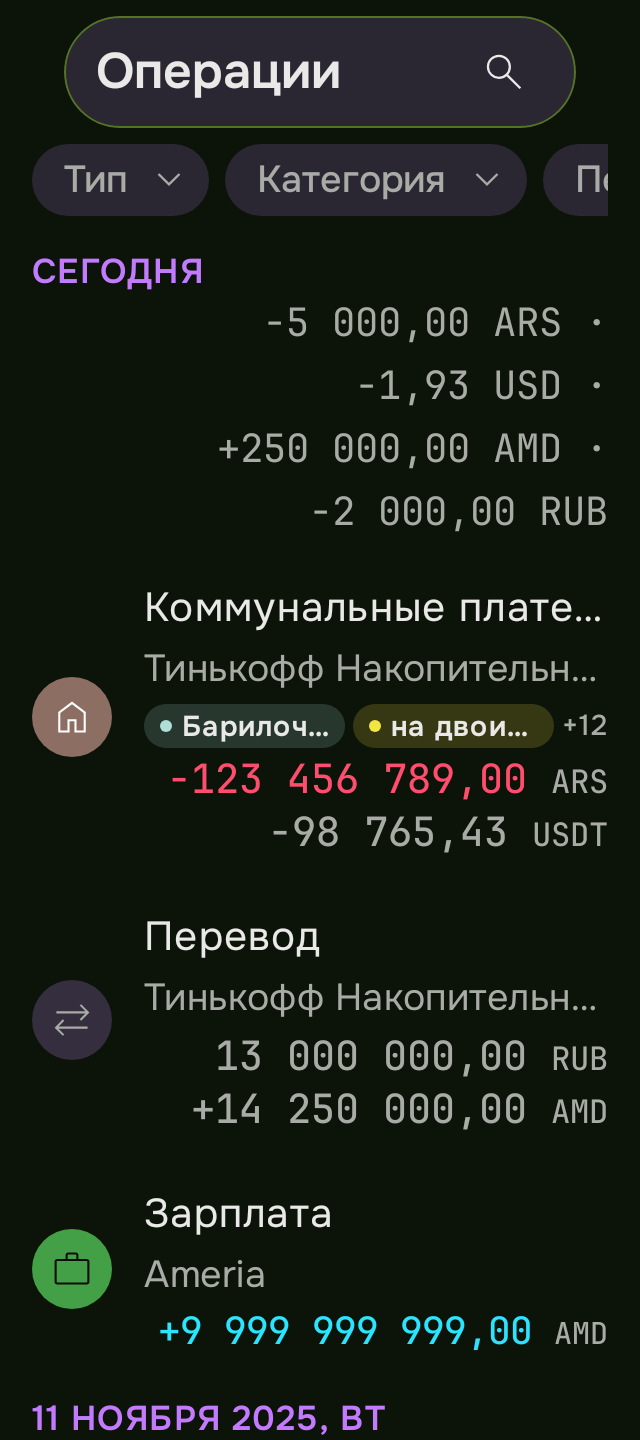 Операции
Тип
Категория
СЕГОДНЯ
-5 000,00 ARS ·
-1,93 USD ·
+250 000,00 AMD ·
-2 000,00 RUB
Коммунальные плате...
Тинькофф Накопительн...
Барилоч... на двои... +12
-123 456 789,00 ARS
-98 765,43 USDT
Перевод
Тинькофф Накопительн...
13 000 000,00 RUB
+14 250 000,00 AMD
Зарплата
Ameria
+9 999 999 999,00 AMD
11 НОЯБРЯ 2025, ВТ